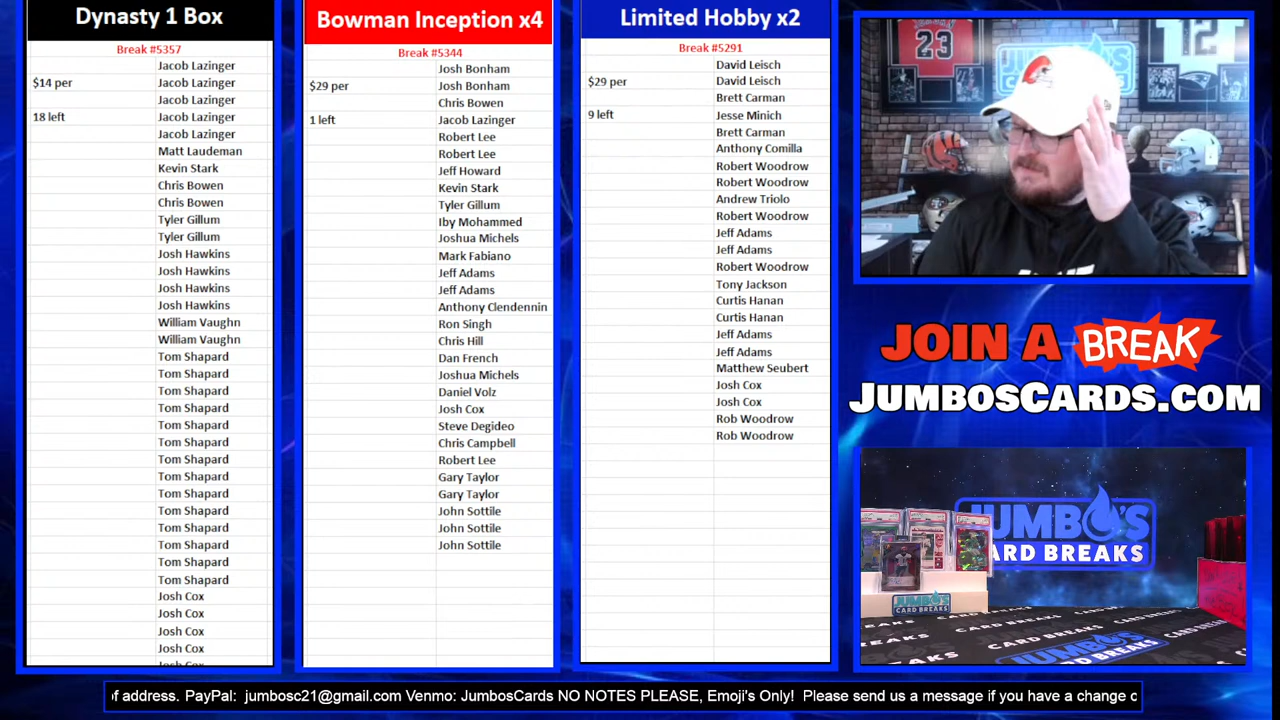 Dynasty 1 Box
Break #5357
$14 per
18 left
Jacob Lazinger
Jacob Lazinger
Jacob Lazinger
Jacob Lazinger
Jacob Lazinger
Matt Laudeman
Kevin Stark
Chris Bowen
Chris Bowen
Tyler Gillum
Tyler Gillum
Josh Hawkins
Josh Hawkins
Josh Hawkins
Josh Hawkins
William Vaughn
William Vaughn
Tom Shapard
Tom Shapard
Tom Shapard
Tom Shapard
Tom Shapard
Tom Shapard
Tom Shapard
Tom Shapard
Tom Shapard
Tom Shapard
Tom Shapard
Tom Shapard
Tom Shapard
Tom Shapard
Josh Cox
Josh Cox
Josh Cox
Josh Cox
Josh Cox
Bowman Inception x4
Break #5344
$29 per
1 left
Josh Bonham
Josh Bonham
Chris Bowen
Jacob Lazinger
Robert Lee
Robert Lee
Jeff Howard
Kevin Stark
Tyler Gillum
Iby Mohammed
Joshua Michels
Mark Fabiano
Jeff Adams
Jeff Adams
Anthony Clendennin
Ron Singh
Chris Hill
Dan French
Joshua Michels
Daniel Volz
Josh Cox
Steve Degideo
Chris Campbell
Robert Lee
Gary Taylor
Gary Taylor
John Sottile
John Sottile
John Sottile
Limited Hobby x2
Break #5291
$29 per
9 left
David Leisch
David Leisch
Brett Carman
Jesse Minich
Brett Carman
Anthony Comilla
Robert Woodrow
Robert Woodrow
Andrew Triolo
Robert Woodrow
Jeff Adams
Jeff Adams
Robert Woodrow
Tony Jackson
Curtis Hanan
Curtis Hanan
Jeff Adams
Jeff Adams
Matthew Seubert
Josh Cox
Josh Cox
Rob Woodrow
Rob Woodrow
23
12
JOIN A BREAK
JUMBOSCARDS.COM
JUMBO'S
CARD BREAKS
JUMBO'S
CARD BREAKS
of address. PayPal: jumbosc21@gmail.com Venmo: JumbosCards NO NOTES PLEASE, Emoji's Only! Please send us a message if you have a change